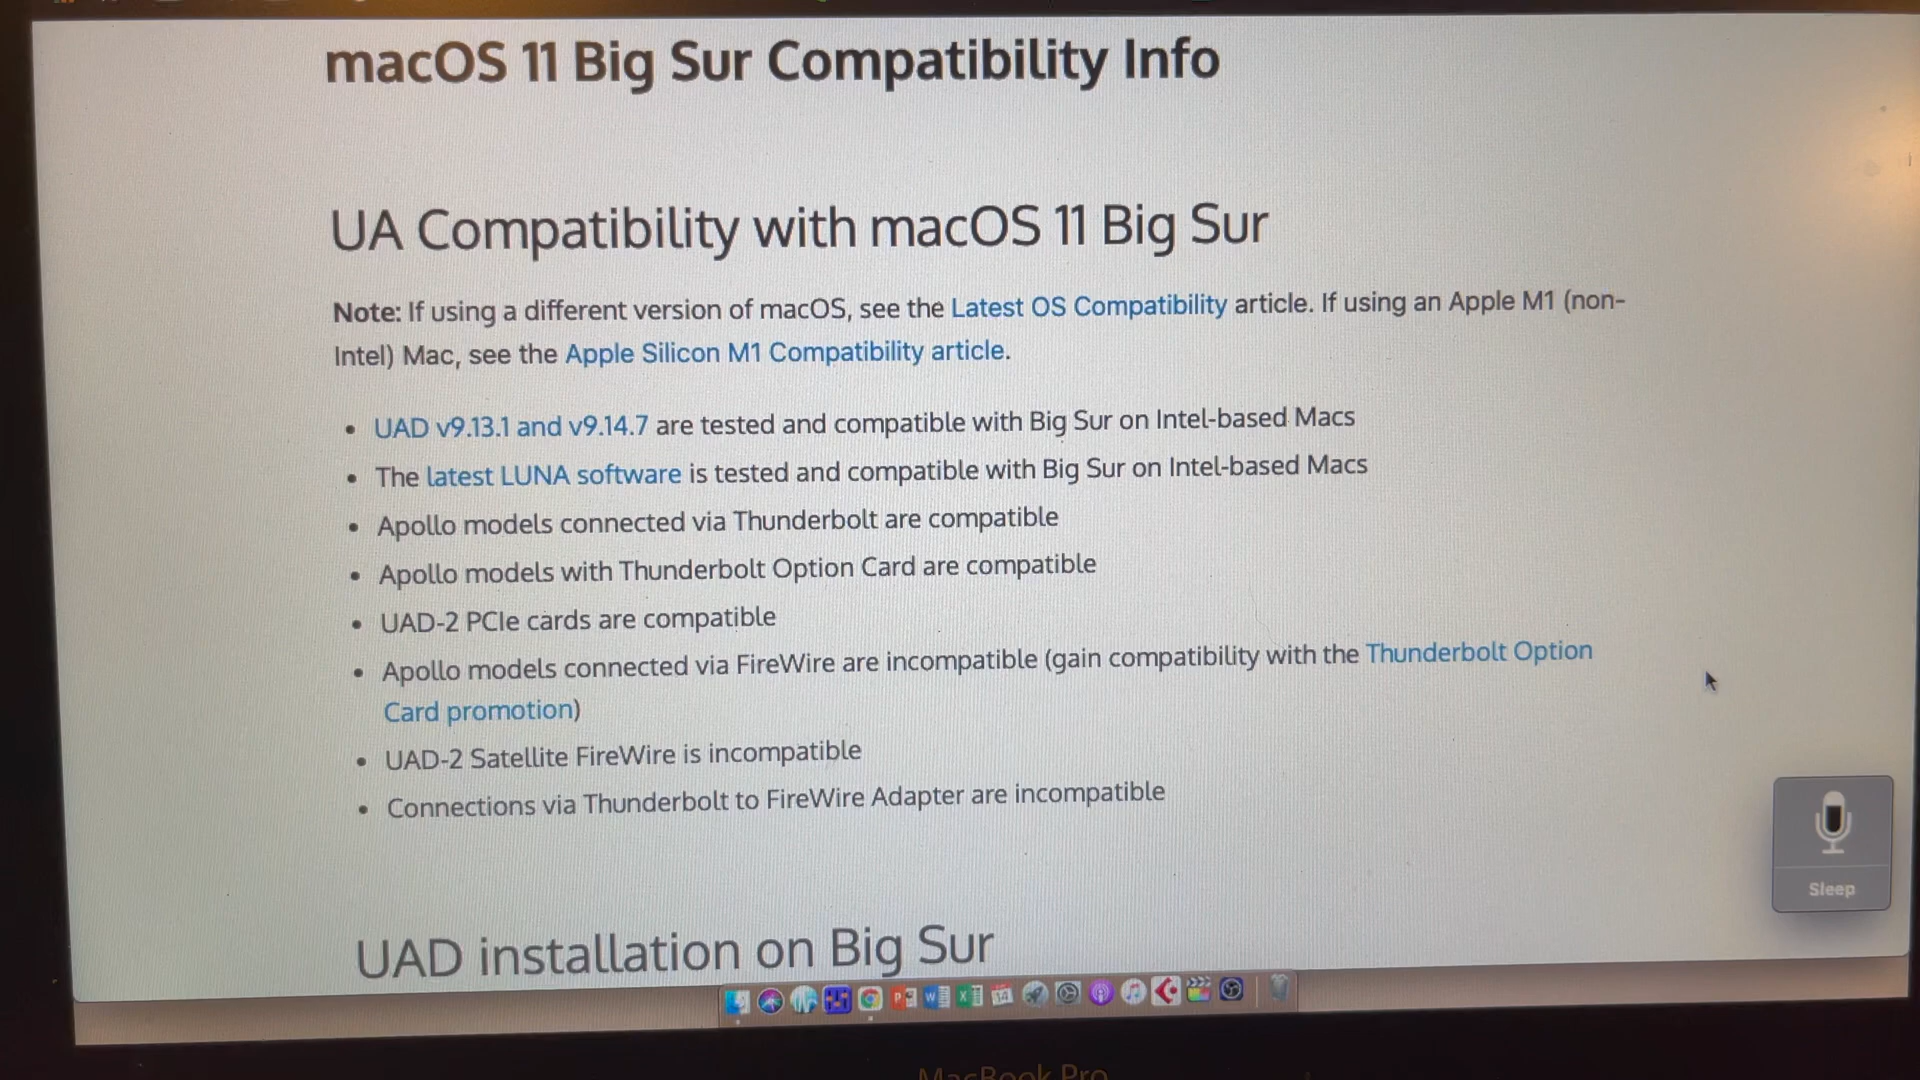 macOS 11 Big Sur Compatibility Info
UA Compatibility with macOS 11 Big Sur
Note: If using a different version of macOS, see the Latest OS Compatibility article. If using an Apple M1 (non-
Intel) Mac, see the Apple Silicon M1 Compatibility article.
• UAD v9.13.1 and v9.14.7 are tested and compatible with Big Sur on Intel-based Macs
• The latest LUNA software is tested and compatible with Big Sur on Intel-based Macs
• Apollo models connected via Thunderbolt are compatible
• Apollo models with Thunderbolt Option Card are compatible
• UAD-2 PCIe cards are compatible
• Apollo models connected via FireWire are incompatible (gain compatibility with the Thunderbolt Option
Card promotion)
• UAD-2 Satellite FireWire is incompatible
• Connections via Thunderbolt to FireWire Adapter are incompatible
Sleep
UAD installation on Big Sur
P W X 14
MacBook Pro